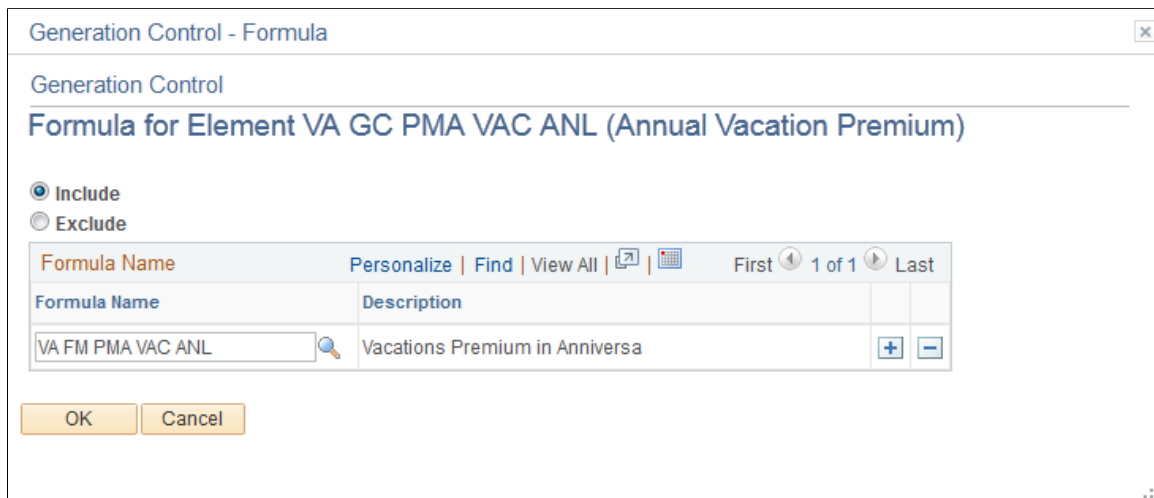 Generation Control - Formula
Generation Control
Formula for Element VA GC PMA VAC ANL (Annual Vacation Premium)
Include
Exclude
Formula Name Personalize | Find | View All | | First 1 of 1 Last
Formula Name Description
VA FM PMA VAC ANL Vacations Premium in Anniversa
OK Cancel